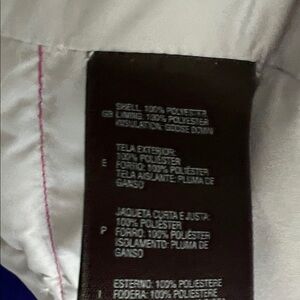 SHELL: 100% POLYESTER
GB LINING: 100% POLYESTER
INSULATION: GOOSE DOWN
TELA EXTERIOR:
100% POLIÉSTER
E FORRO: 100% POLIÉSTER
TELA AISLANTE: PLUMA DE
GANSO
JAQUETA CURTA E JUSTA:
100% POLIÉSTER
P FORRO: 100% POLIÉSTER
ISOLAMENTO: PLUMA DE
GANSO
ESTERNO: 100% POLIESTERE
I FODERA: 100% POLIESTERE